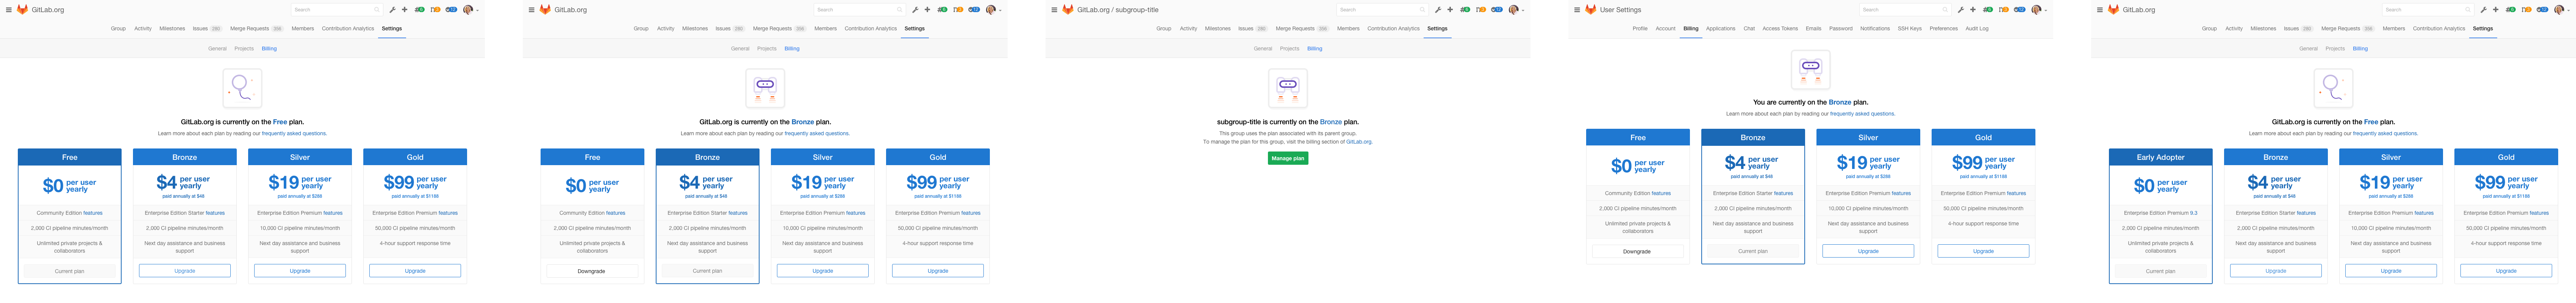 GitLab.org
Search
Group Activity Milestones Issues 280 Merge Requests 356 Members Contribution Analytics Settings
General Projects Billing
GitLab.org is currently on the Free plan.
Learn more about each plan by reading our frequently asked questions.
Free Bronze Silver Gold
$0 per user yearly
$4 per user yearly
paid annually at $48
$19 per user yearly
paid annually at $288
$99 per user yearly
paid annually at $1188
Community Edition features
Enterprise Edition Starter features
Enterprise Edition Premium features
Enterprise Edition Premium features
2,000 CI pipeline minutes/month
2,000 CI pipeline minutes/month
10,000 CI pipeline minutes/month
50,000 CI pipeline minutes/month
Unlimited private projects & collaborators
Next day assistance and business support
Next day assistance and business support
4-hour support response time
Current plan Upgrade Upgrade Upgrade
GitLab.org
Search
Group Activity Milestones Issues 280 Merge Requests 356 Members Contribution Analytics Settings
General Projects Billing
GitLab.org is currently on the Bronze plan.
Learn more about each plan by reading our frequently asked questions.
Free Bronze Silver Gold
$0 per user yearly
$4 per user yearly
paid annually at $48
$19 per user yearly
paid annually at $288
$99 per user yearly
paid annually at $1188
Community Edition features
Enterprise Edition Starter features
Enterprise Edition Premium features
Enterprise Edition Premium features
2,000 CI pipeline minutes/month
2,000 CI pipeline minutes/month
10,000 CI pipeline minutes/month
50,000 CI pipeline minutes/month
Unlimited private projects & collaborators
Next day assistance and business support
Next day assistance and business support
4-hour support response time
Downgrade Current plan Upgrade Upgrade
GitLab.org / subgroup-title
Search
Group Activity Milestones Issues 280 Merge Requests 356 Members Contribution Analytics Settings
General Projects Billing
subgroup-title is currently on the Bronze plan.
This group uses the plan associated with its parent group.
To manage the plan for this group, visit the billing section of GitLab.org.
Manage plan
User Settings
Search
Profile Account Billing Applications Chat Access Tokens Emails Password Notifications SSH Keys Preferences Audit Log
You are currently on the Bronze plan.
Learn more about each plan by reading our frequently asked questions.
Free Bronze Silver Gold
$0 per user yearly
$4 per user yearly
paid annually at $48
$19 per user yearly
paid annually at $288
$99 per user yearly
paid annually at $1188
Community Edition features
Enterprise Edition Starter features
Enterprise Edition Premium features
Enterprise Edition Premium features
2,000 CI pipeline minutes/month
2,000 CI pipeline minutes/month
10,000 CI pipeline minutes/month
50,000 CI pipeline minutes/month
Unlimited private projects & collaborators
Next day assistance and business support
Next day assistance and business support
4-hour support response time
Downgrade Current plan Upgrade Upgrade
GitLab.org
Search
Group Activity Milestones Issues 280 Merge Requests 356 Members Contribution Analytics Settings
General Projects Billing
GitLab.org is currently on the Free plan.
Learn more about each plan by reading our frequently asked questions.
Early Adopter Bronze Silver Gold
$0 per user yearly
$4 per user yearly
paid annually at $48
$19 per user yearly
paid annually at $288
$99 per user yearly
paid annually at $1188
Enterprise Edition Premium 9.3
Enterprise Edition Starter features
Enterprise Edition Premium features
Enterprise Edition Premium features
2,000 CI pipeline minutes/month
2,000 CI pipeline minutes/month
10,000 CI pipeline minutes/month
50,000 CI pipeline minutes/month
Unlimited private projects & collaborators
Next day assistance and business support
Next day assistance and business support
4-hour support response time
Current plan Upgrade Upgrade Upgrade